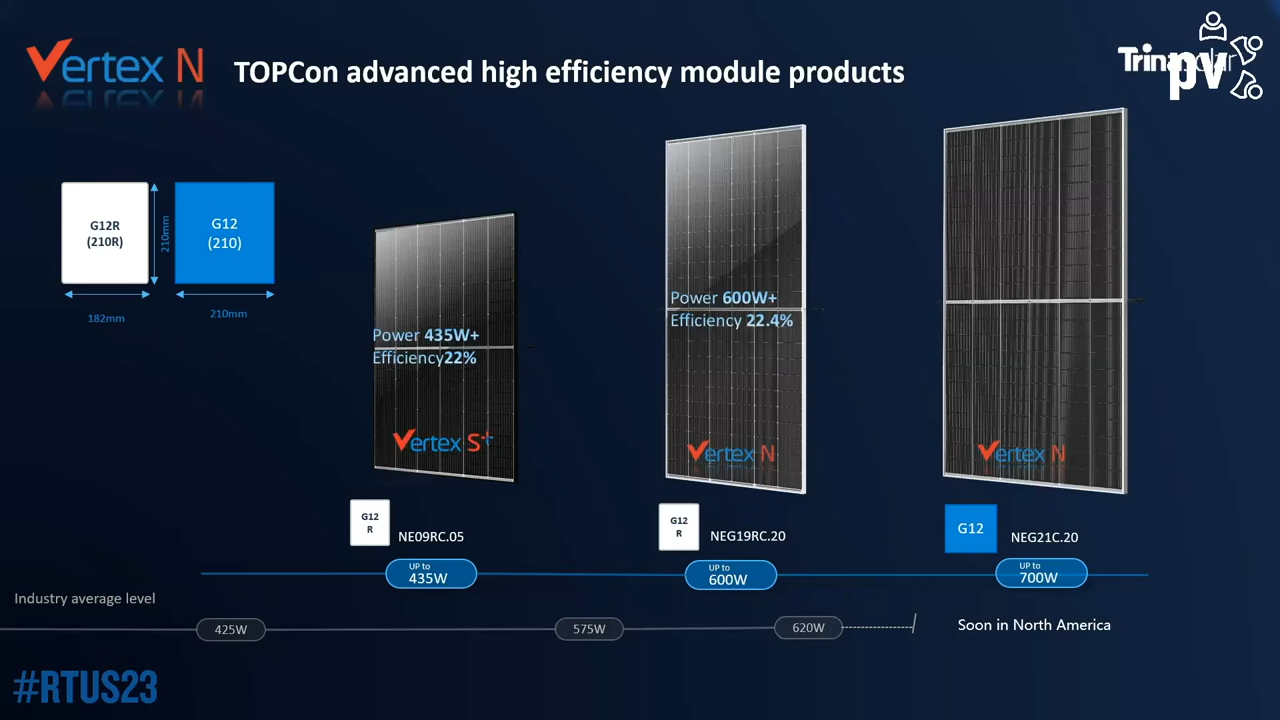 Vertex N
TOPCon advanced high efficiency module products
Trinasolar
pv
G12R
(210R)
210mm
G12
(210)
182mm
210mm
Power 435W+
Efficiency22%
Vertex S+
Power 600W+
Efficiency 22.4%
Vertex N
Vertex N
G12
R
NE09RC.05
G12
R
NEG19RC.20
G12
NEG21C.20
UP to
435W
UP to
600W
UP to
700W
Industry average level
425W
575W
620W
Soon in North America
#RTUS23